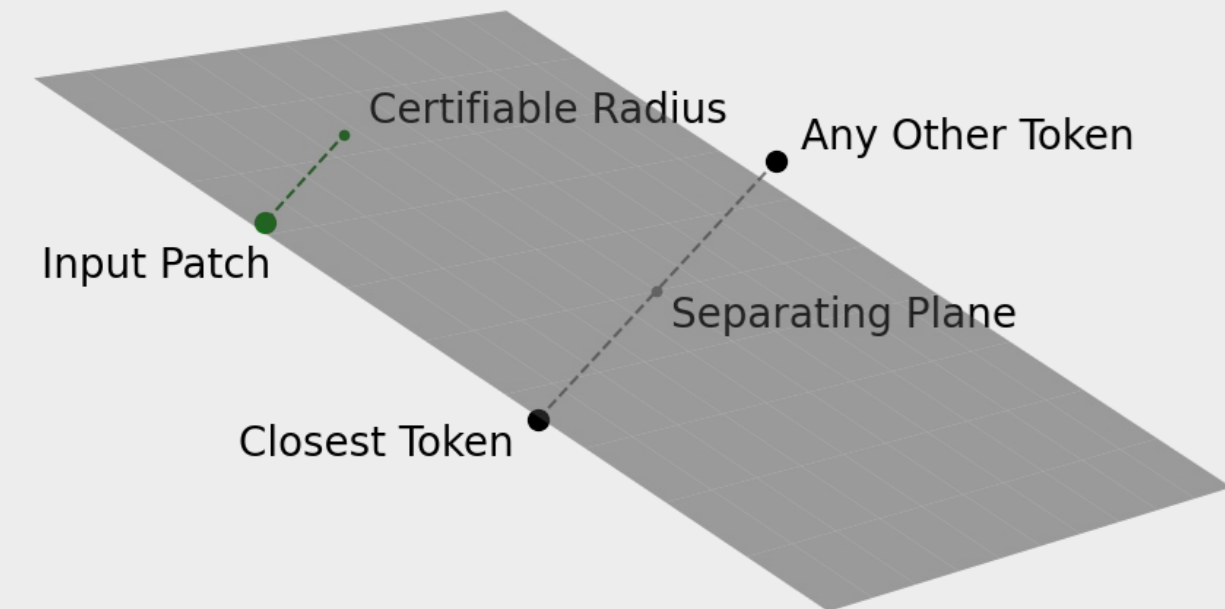 Certifiable Radius
Any Other Token
Input Patch
Separating Plane
Closest Token